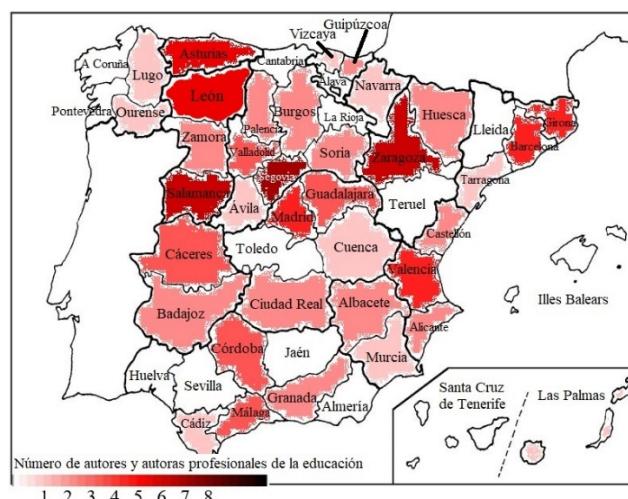 Guipúzcoa
Vizcaya
A Coruña
Lugo
Asturias
Cantabria
Alava
Navarra
León
Pontevedra
Ourense
Burgos
La Rioja
Huesca
Lleida
Girona
Barcelona
Palencia
Zamora
Valladolid
Soria
Zaragoza
Tarragona
Segovia
Salamanca
Ávila
Guadalajara
Madrid
Teruel
Castellón
Cáceres
Toledo
Cuenca
Valencia
Illes Balears
Badajoz
Ciudad Real
Albacete
Alicante
Córdoba
Jaén
Murcia
Huelva
Sevilla
Granada
Almería
Málaga
Cádiz
Santa Cruz
de Tenerife
Las Palmas
Número de autores y autoras profesionales de la educación
1 2 3 4 5 6 7 8